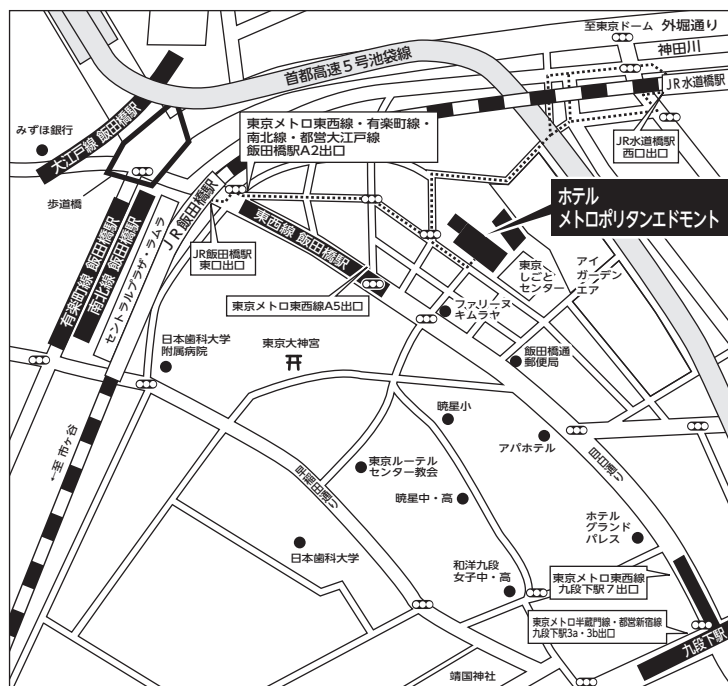 至東京ドーム
外堀通り
神田川
首都高速5号池袋線
JR水道橋駅
みずほ銀行
大江戸線 飯田橋駅
東京メトロ東西線・有楽町線・
南北線・都営大江戸線
飯田橋駅A2出口
JR水道橋駅
西口出口
歩道橋
JR飯田橋駅
ホテル
メトロポリタンエドモント
東西線 飯田橋駅
JR飯田橋駅
東口出口
有楽町線 飯田橋駅
南北線 飯田橋駅
セントラルプラザ・ラムラ
東京
しごと
センター
アイ
ガーデン
エア
東京メトロ東西線A5出口
ファリーヌ
キムラヤ
日本歯科大学
附属病院
東京大神宮
飯田橋通
郵便局
暁星小
アパホテル
←至 市ヶ谷
東京ルーテル
センター教会
早稲田通り
目白通り
暁星中・高
ホテル
グランド
パレス
日本歯科大学
和洋九段
女子中・高
東京メトロ東西線
九段下駅7出口
東京メトロ半蔵門線・都営新宿線
九段下駅3a・3b出口
九段下駅
靖国神社